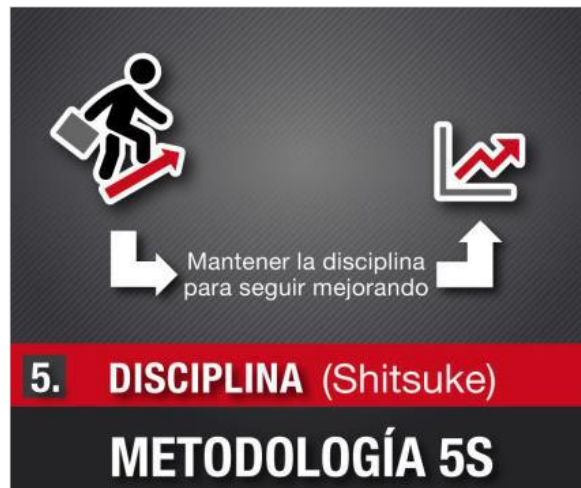 Mantener la disciplina
para seguir mejorando
5. DISCIPLINA (Shitsuke)
METODOLOGÍA 5S